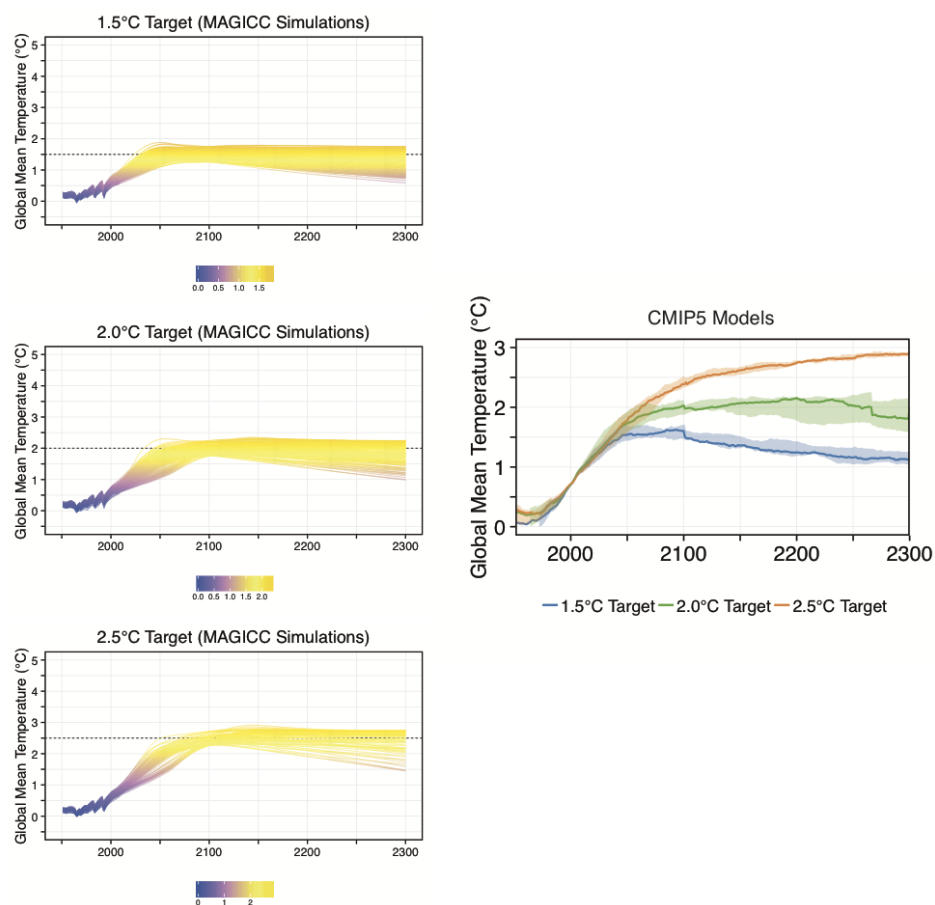 1.5°C Target (MAGICC Simulations)
Global Mean Temperature (°C)
5
4
3
2
1
0
2000 2100 2200 2300
0.0 0.5 1.0 1.5
2.0°C Target (MAGICC Simulations)
Global Mean Temperature (°C)
5
4
3
2
1
0
2000 2100 2200 2300
0.0 0.5 1.0 1.5 2.0
2.5°C Target (MAGICC Simulations)
Global Mean Temperature (°C)
5
4
3
2
1
0
2000 2100 2200 2300
0 1 2
CMIP5 Models
Global Mean Temperature (°C)
3
2
1
0
2000 2100 2200 2300
1.5°C Target 2.0°C Target 2.5°C Target